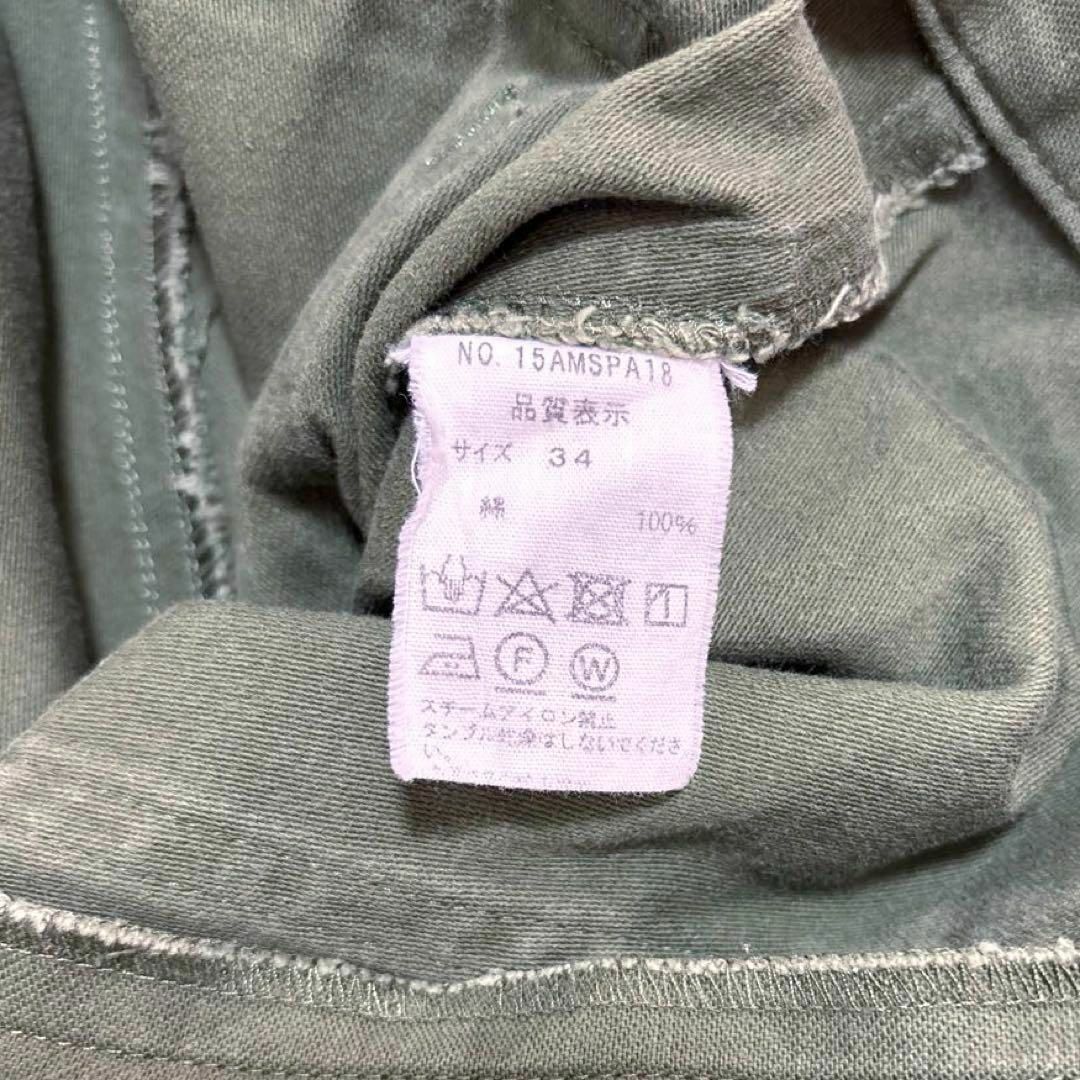 NO. 15AMSPA18
品質表示
サイズ 34
綿 100%
F W
スチームアイロン禁止
タンブル乾燥はしないでくださ
い。